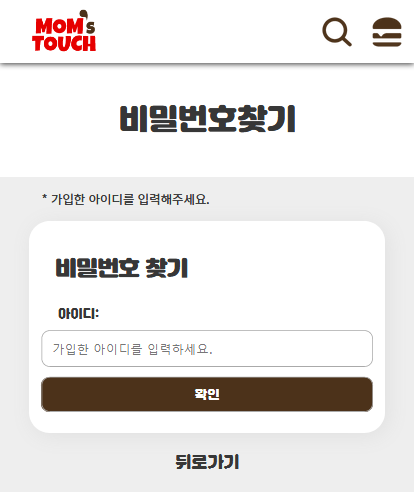 MOM's
TOUCH
비밀번호찾기
* 가입한 아이디를 입력해주세요.
비밀번호 찾기
아이디:
가입한 아이디를 입력하세요.
확인
뒤로가기